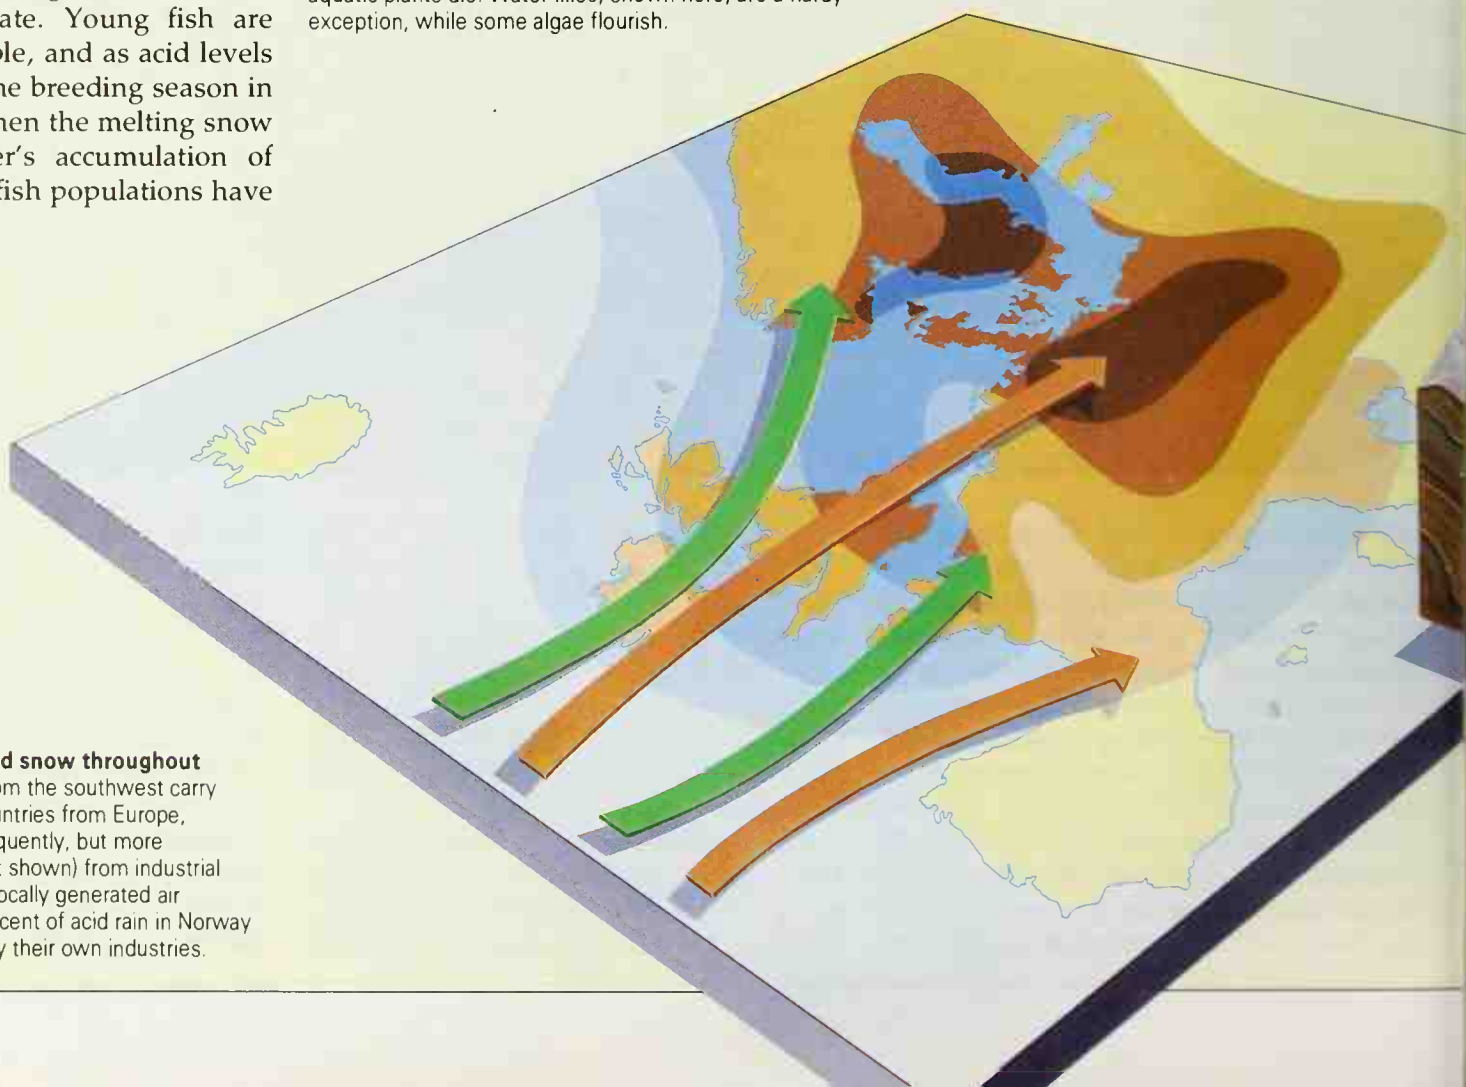 ate. Young fish are
ble, and as acid levels
he breeding season in
hen the melting snow
er's accumulation of
fish populations have
exception, while some algae flourish.
d snow throughout
om the southwest carry
untries from Europe,
quently, but more
t shown) from industrial
ocally generated air
cent of acid rain in Norway
y their own industries.